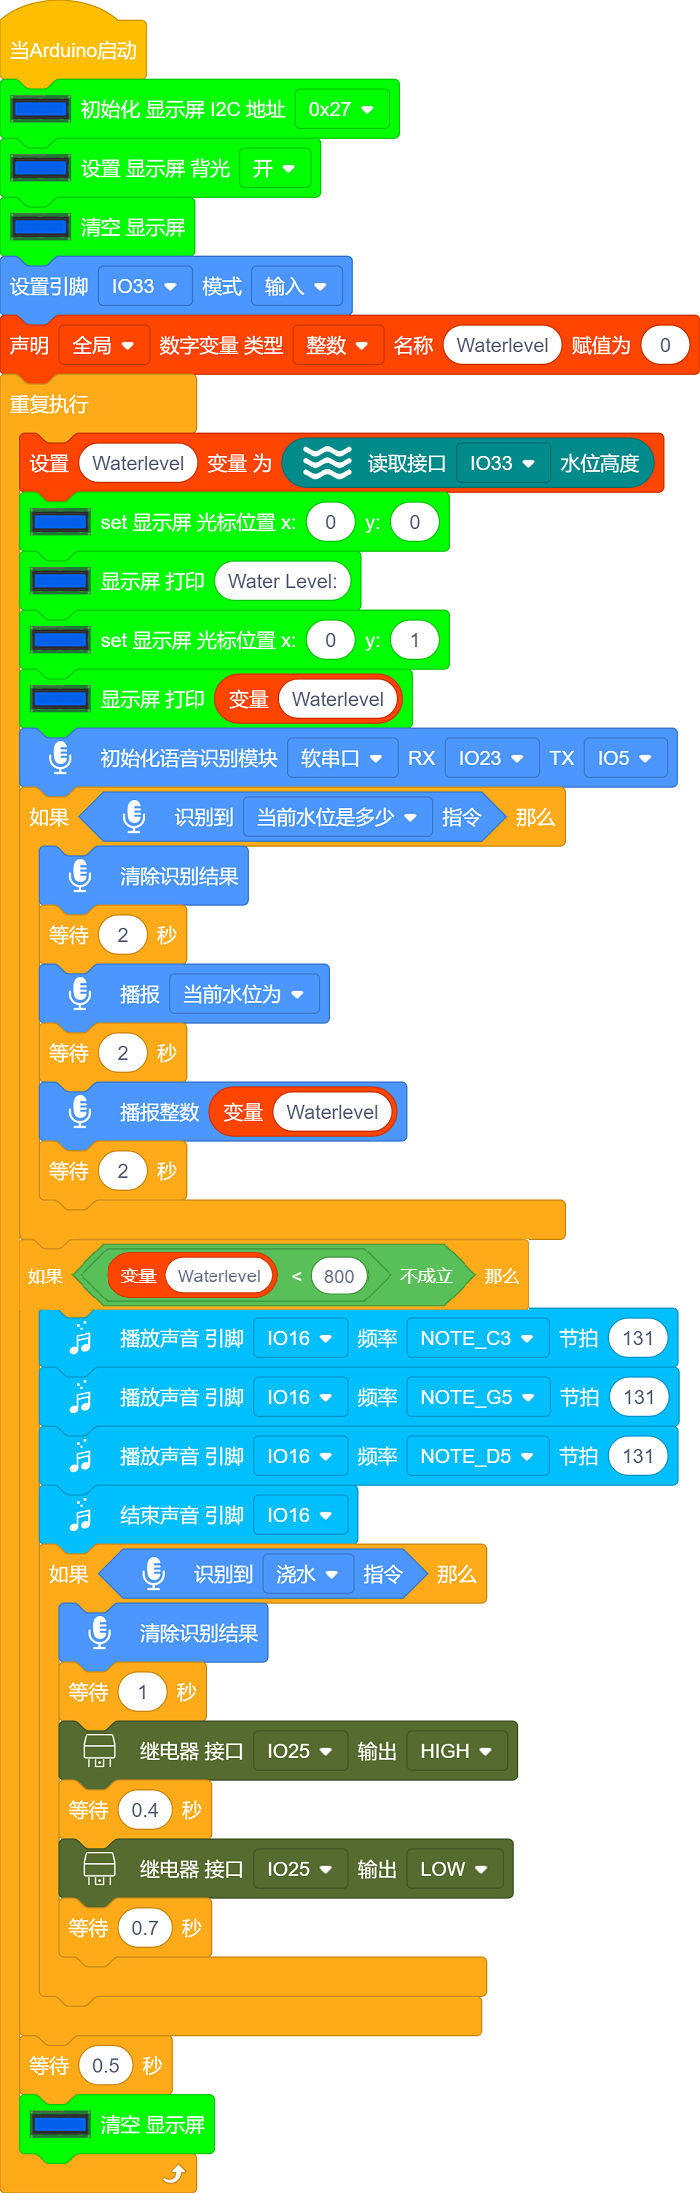 当Arduino启动
初始化 显示屏 I2C 地址 0x27
设置 显示屏 背光 开
清空 显示屏
设置引脚 IO33 模式 输入
声明 全局 数字变量 类型 整数 名称 Waterlevel 赋值为 0
重复执行
设置 Waterlevel 变量 为 读取接口 IO33 水位高度
set 显示屏 光标位置 x: 0 y: 0
显示屏 打印 Water Level:
set 显示屏 光标位置 x: 0 y: 1
显示屏 打印 变量 Waterlevel
初始化语音识别模块 软串口 RX IO23 TX IO5
如果 识别到 当前水位是多少 指令 那么
清除识别结果
等待 2 秒
播报 当前水位为
等待 2 秒
播报整数 变量 Waterlevel
等待 2 秒
如果 变量 Waterlevel < 800 不成立 那么
播放声音 引脚 IO16 频率 NOTE_C3 节拍 131
播放声音 引脚 IO16 频率 NOTE_G5 节拍 131
播放声音 引脚 IO16 频率 NOTE_D5 节拍 131
结束声音 引脚 IO16
如果 识别到 浇水 指令 那么
清除识别结果
等待 1 秒
继电器 接口 IO25 输出 HIGH
等待 0.4 秒
继电器 接口 IO25 输出 LOW
等待 0.7 秒
等待 0.5 秒
清空 显示屏